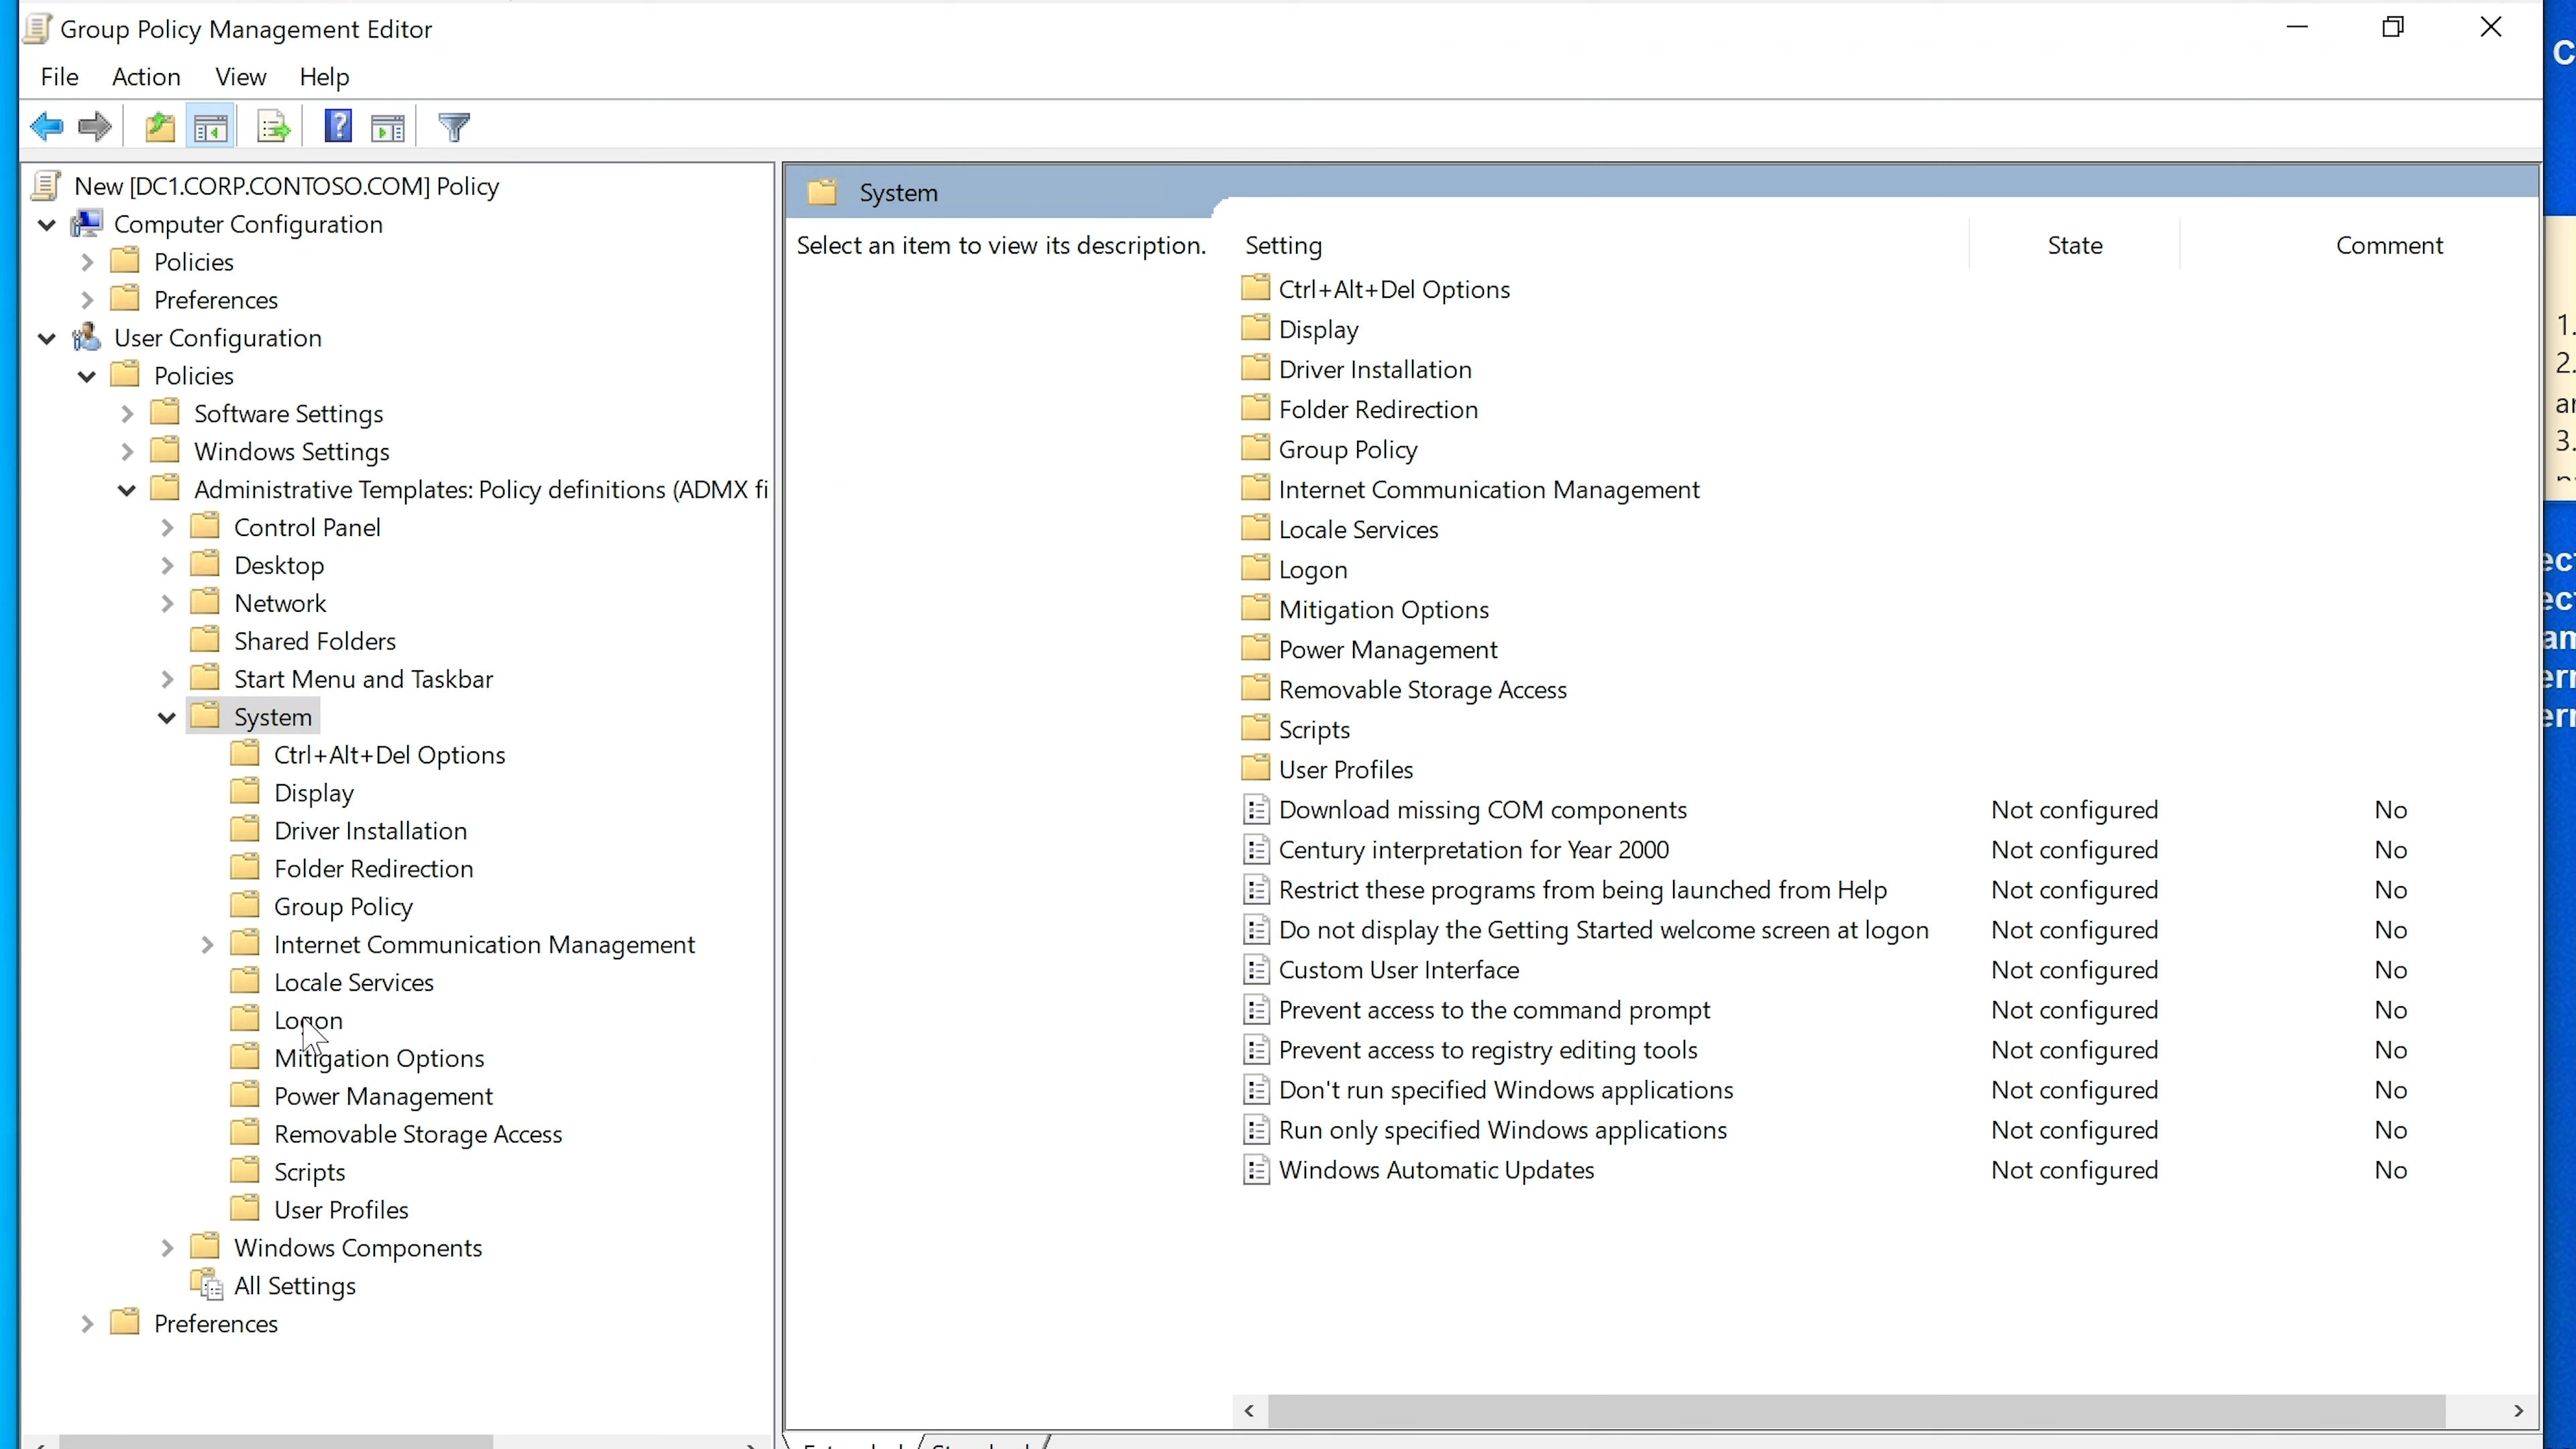 Group Policy Management Editor
File Action View Help
New [DC1.CORP.CONTOSO.COM] Policy
Computer Configuration
Policies
Preferences
User Configuration
Policies
Software Settings
Windows Settings
Administrative Templates: Policy definitions (ADMX fi
Control Panel
Desktop
Network
Shared Folders
Start Menu and Taskbar
System
Ctrl+Alt+Del Options
Display
Driver Installation
Folder Redirection
Group Policy
Internet Communication Management
Locale Services
Logon
Mitigation Options
Power Management
Removable Storage Access
Scripts
User Profiles
Windows Components
All Settings
Preferences
System
Select an item to view its description.
Setting State Comment
Ctrl+Alt+Del Options
Display
Driver Installation
Folder Redirection
Group Policy
Internet Communication Management
Locale Services
Logon
Mitigation Options
Power Management
Removable Storage Access
Scripts
User Profiles
Download missing COM components Not configured No
Century interpretation for Year 2000 Not configured No
Restrict these programs from being launched from Help Not configured No
Do not display the Getting Started welcome screen at logon Not configured No
Custom User Interface Not configured No
Prevent access to the command prompt Not configured No
Prevent access to registry editing tools Not configured No
Don't run specified Windows applications Not configured No
Run only specified Windows applications Not configured No
Windows Automatic Updates Not configured No
1.
2.
3.